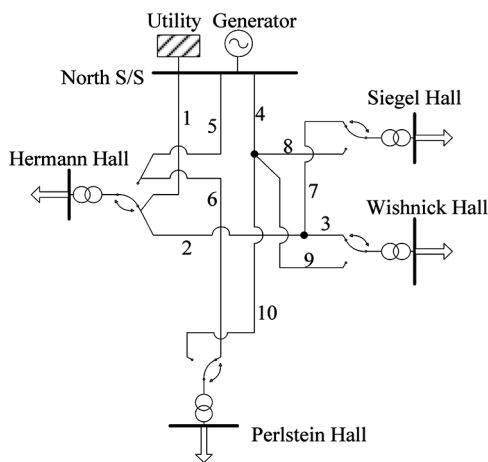 Utility Generator
North S/S
1
5
4
Siegel Hall
8
Hermann Hall
6
7
Wishnick Hall
2
3
9
10
Perlstein Hall